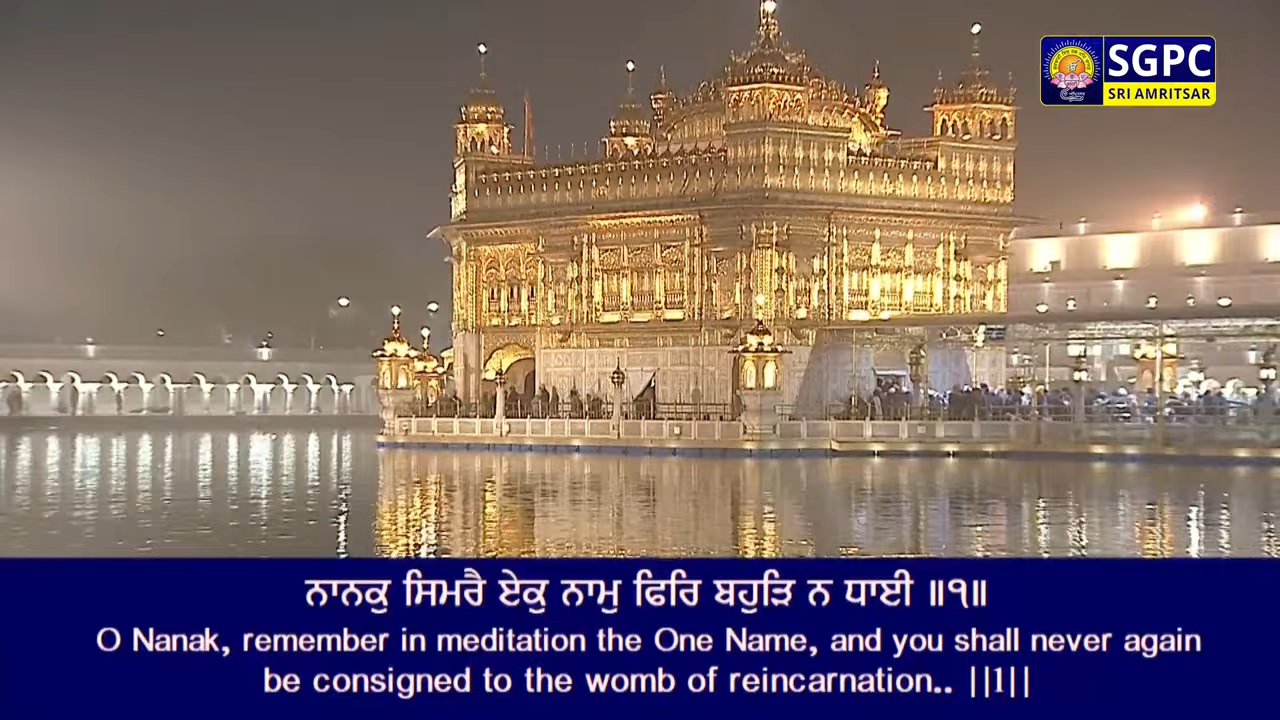 SGPC
SRI AMRITSAR
ਨਾਨਕੁ ਸਿਮਰੈ ਏਕੁ ਨਾਮੁ ਫਿਰਿ ਬਹੁੜਿ ਨ ਧਾਈ ॥੧॥
O Nanak, remember in meditation the One Name, and you shall never again
be consigned to the womb of reincarnation.. ||1||